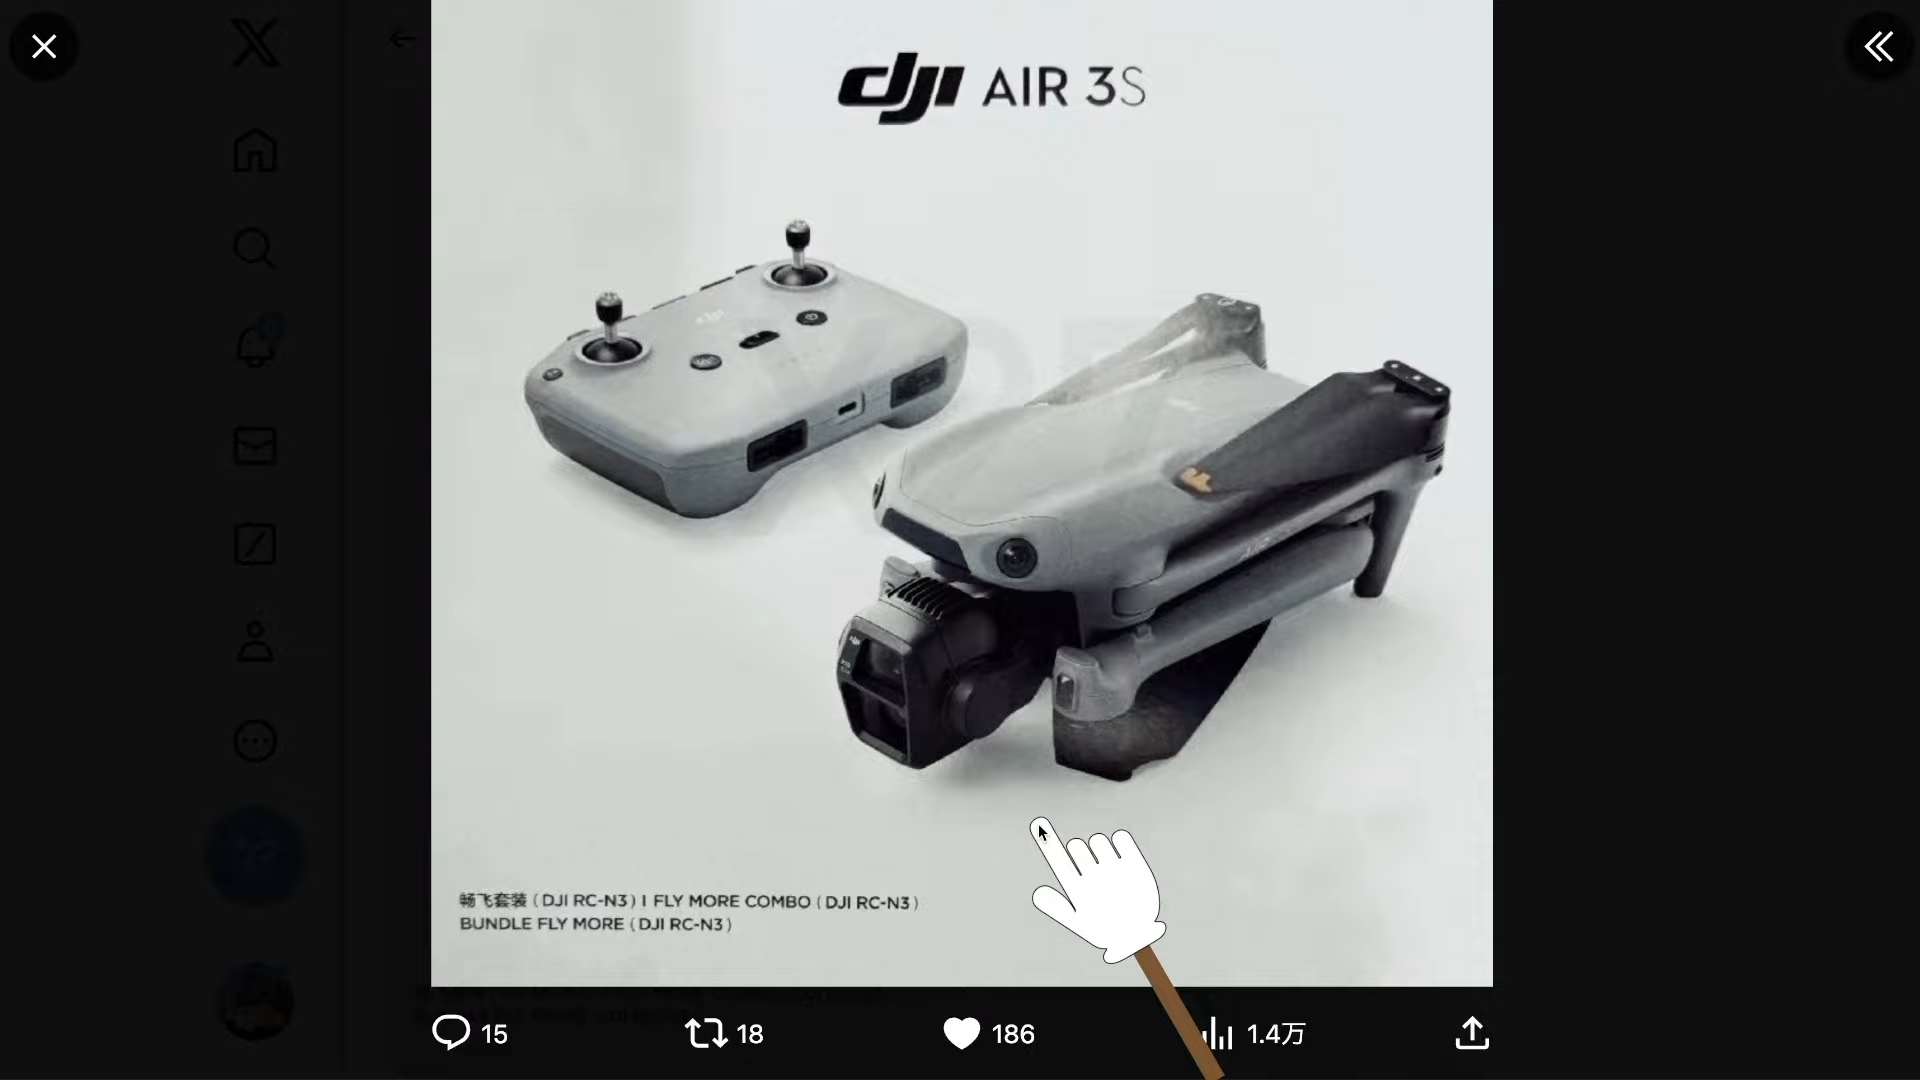 dji AIR 3S
畅飞套装 (DJI RC-N3) I FLY MORE COMBO (DJI RC-N3)
BUNDLE FLY MORE (DJI RC-N3)
15
18
186
1.4万